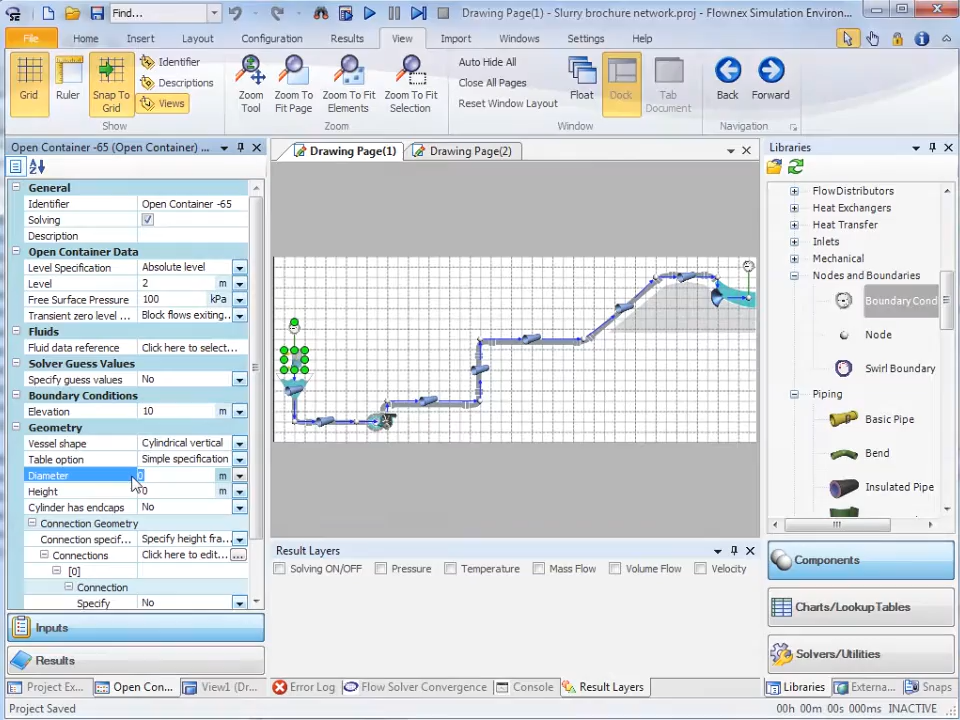 Find...
Drawing Page(1) - Slurry brochure network.proj - Flownex Simulation Environ...
File Home Insert Layout Configuration Results View Import Windows Settings Help
Grid
Ruler
Snap To
Grid
Identifier
Descriptions
Views
Show
Zoom
Tool
Zoom To
Fit Page
Zoom To Fit
Elements
Zoom To Fit
Selection
Zoom
Auto Hide All
Close All Pages
Reset Window Layout
Float
Dock
Tab
Document
Window
Back
Forward
Navigation
Open Container -65 (Open Container) ...
General
Identifier Open Container -65
Solving
Description
Open Container Data
Level Specification Absolute level
Level 2 m
Free Surface Pressure 100 kPa
Transient zero level ... Block flows exiting...
Fluids
Fluid data reference Click here to select...
Solver Guess Values
Specify guess values No
Boundary Conditions
Elevation 10 m
Geometry
Vessel shape Cylindrical vertical
Table option Simple specification
Diameter 0 m
Height 0 m
Cylinder has endcaps No
Connection Geometry
Connection specif... Specify height fra...
Connections Click here to edit... ...
[0]
Connection
Specify No
Inputs
Results
Drawing Page(1)
Drawing Page(2)
Result Layers
Solving ON/OFF Pressure Temperature Mass Flow Volume Flow Velocity
Libraries
FlowDistributors
Heat Exchangers
Heat Transfer
Inlets
Mechanical
Nodes and Boundaries
Boundary Cond
Node
Swirl Boundary
Piping
Basic Pipe
Bend
Insulated Pipe
Components
Charts/LookupTables
Solvers/Utilities
Project Ex... Open Con... View1 (Dr... Error Log Flow Solver Convergence Console Result Layers Libraries Externa... Snaps
Project Saved 00h 00m 00s 000ms INACTIVE